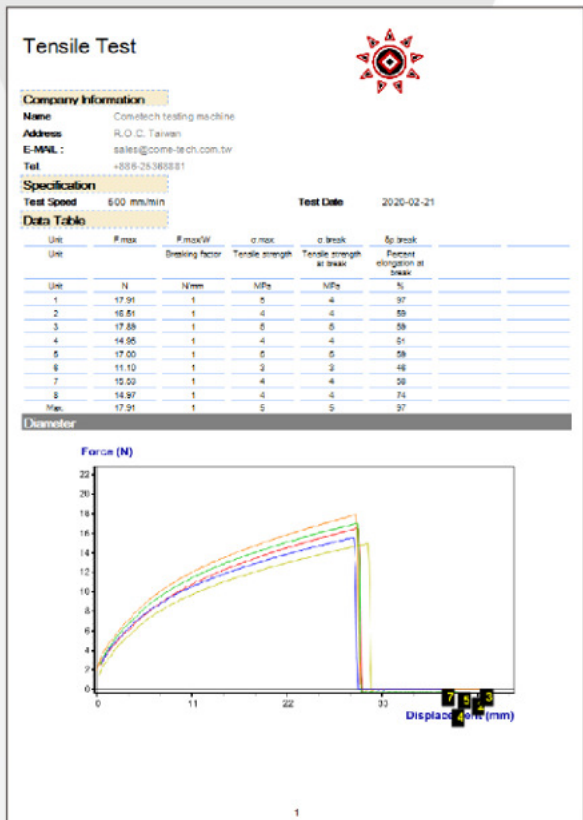 Tensile Test
Company Information
Name Cometech testing machine
Address R.O.C. Taiwan
E-MAIL : sales@come-tech.com.tw
Tel. +886-25368881
Specification
Test Speed 500 mm/min Test Date 2020-02-21
Data Table
Unit F.max F.max/W σ.max σ.break δp.break
Unit Breaking factor Tensile strength Tensile strength at break Percent elongation at break
Unit N N/mm MPa MPa %
1 17.91 1 5 4 97
2 16.51 1 4 4 59
3 17.89 1 5 5 59
4 14.95 1 4 4 61
5 17.00 1 5 5 59
6 11.10 1 3 3 46
7 15.53 1 4 4 58
8 14.97 1 4 4 74
Max. 17.91 1 5 5 97
Diameter
Force (N)
22
20
18
16
14
12
10
8
6
4
2
0
0 11 22 33
7 5 2 3
4
(mm)
1